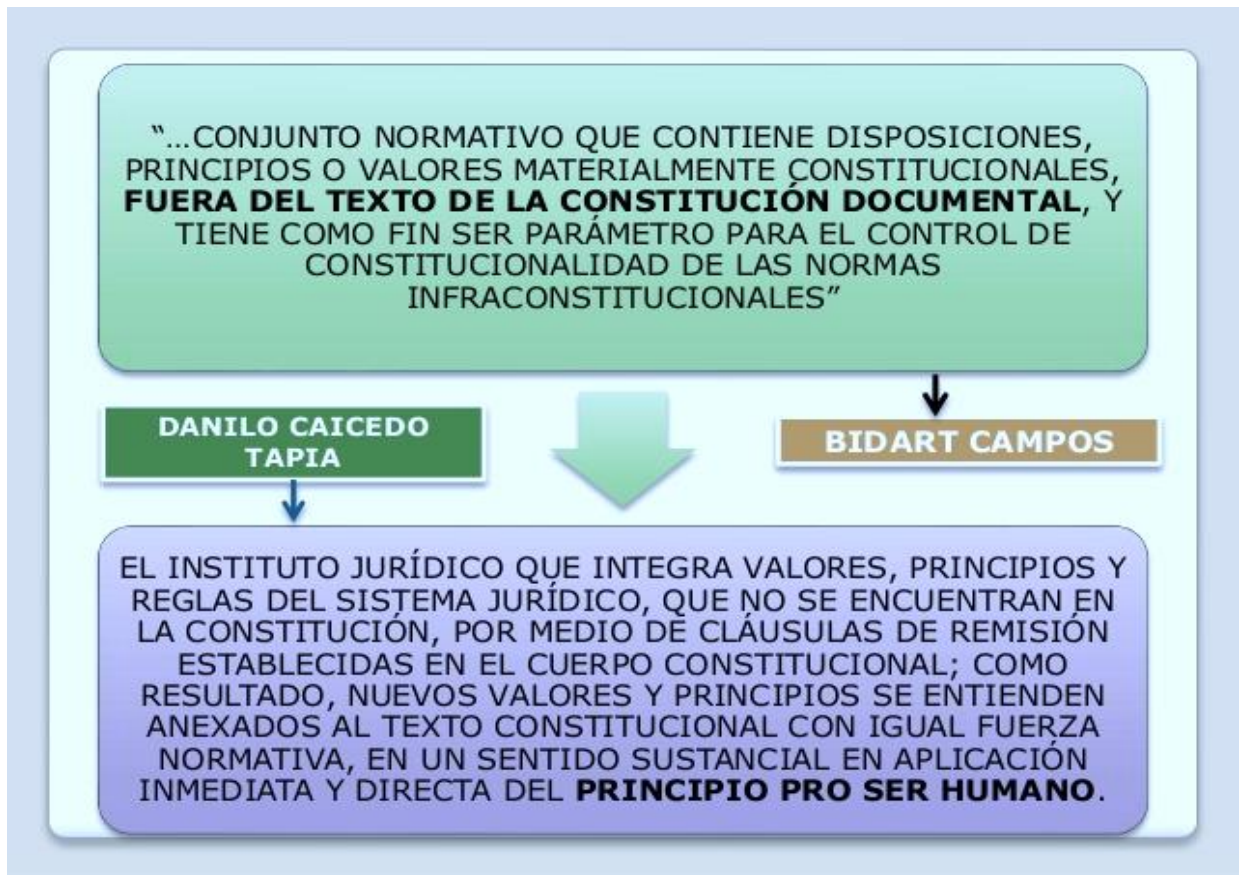 “...CONJUNTO NORMATIVO QUE CONTIENE DISPOSICIONES,
PRINCIPIOS O VALORES MATERIALMENTE CONSTITUCIONALES,
FUERA DEL TEXTO DE LA CONSTITUCIÓN DOCUMENTAL, Y
TIENE COMO FIN SER PARÁMETRO PARA EL CONTROL DE
CONSTITUCIONALIDAD DE LAS NORMAS
INFRACONSTITUCIONALES”
DANILO CAICEDO
TAPIA
BIDART CAMPOS
EL INSTITUTO JURÍDICO QUE INTEGRA VALORES, PRINCIPIOS Y
REGLAS DEL SISTEMA JURÍDICO, QUE NO SE ENCUENTRAN EN
LA CONSTITUCIÓN, POR MEDIO DE CLÁUSULAS DE REMISIÓN
ESTABLECIDAS EN EL CUERPO CONSTITUCIONAL; COMO
RESULTADO, NUEVOS VALORES Y PRINCIPIOS SE ENTIENDEN
ANEXADOS AL TEXTO CONSTITUCIONAL CON IGUAL FUERZA
NORMATIVA, EN UN SENTIDO SUSTANCIAL EN APLICACIÓN
INMEDIATA Y DIRECTA DEL PRINCIPIO PRO SER HUMANO.